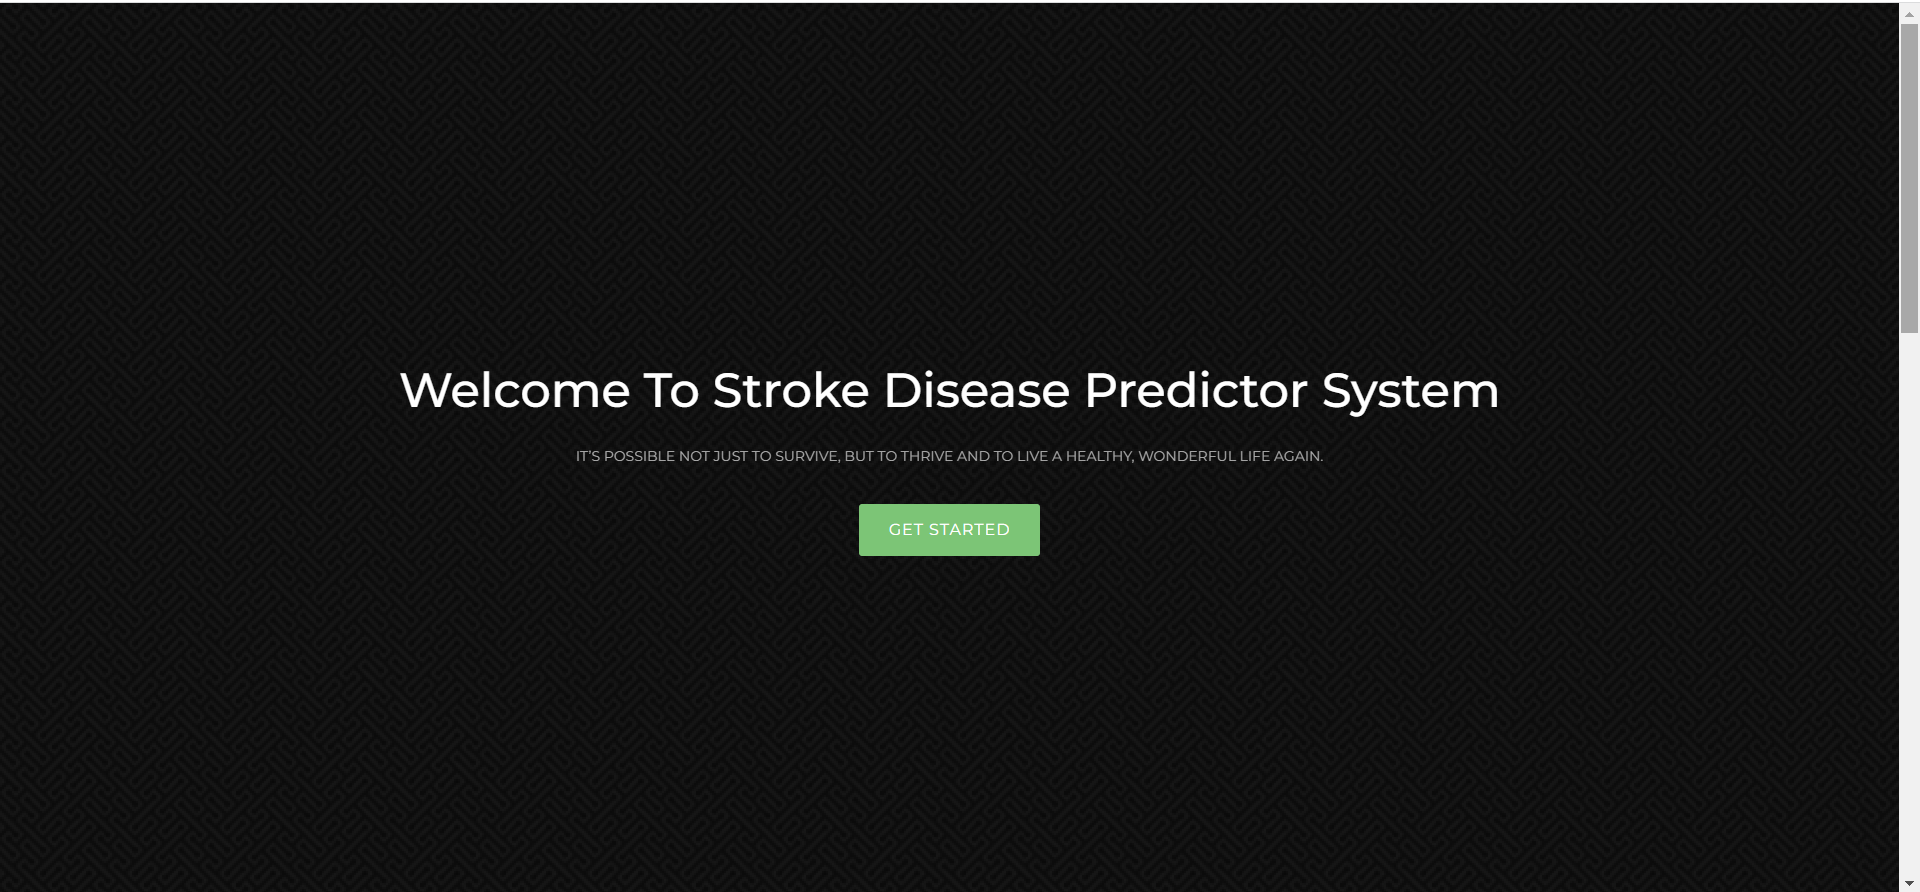 Welcome To Stroke Disease Predictor System
IT'S POSSIBLE NOT JUST TO SURVIVE, BUT TO THRIVE AND TO LIVE A HEALTHY, WONDERFUL LIFE AGAIN.
GET STARTED